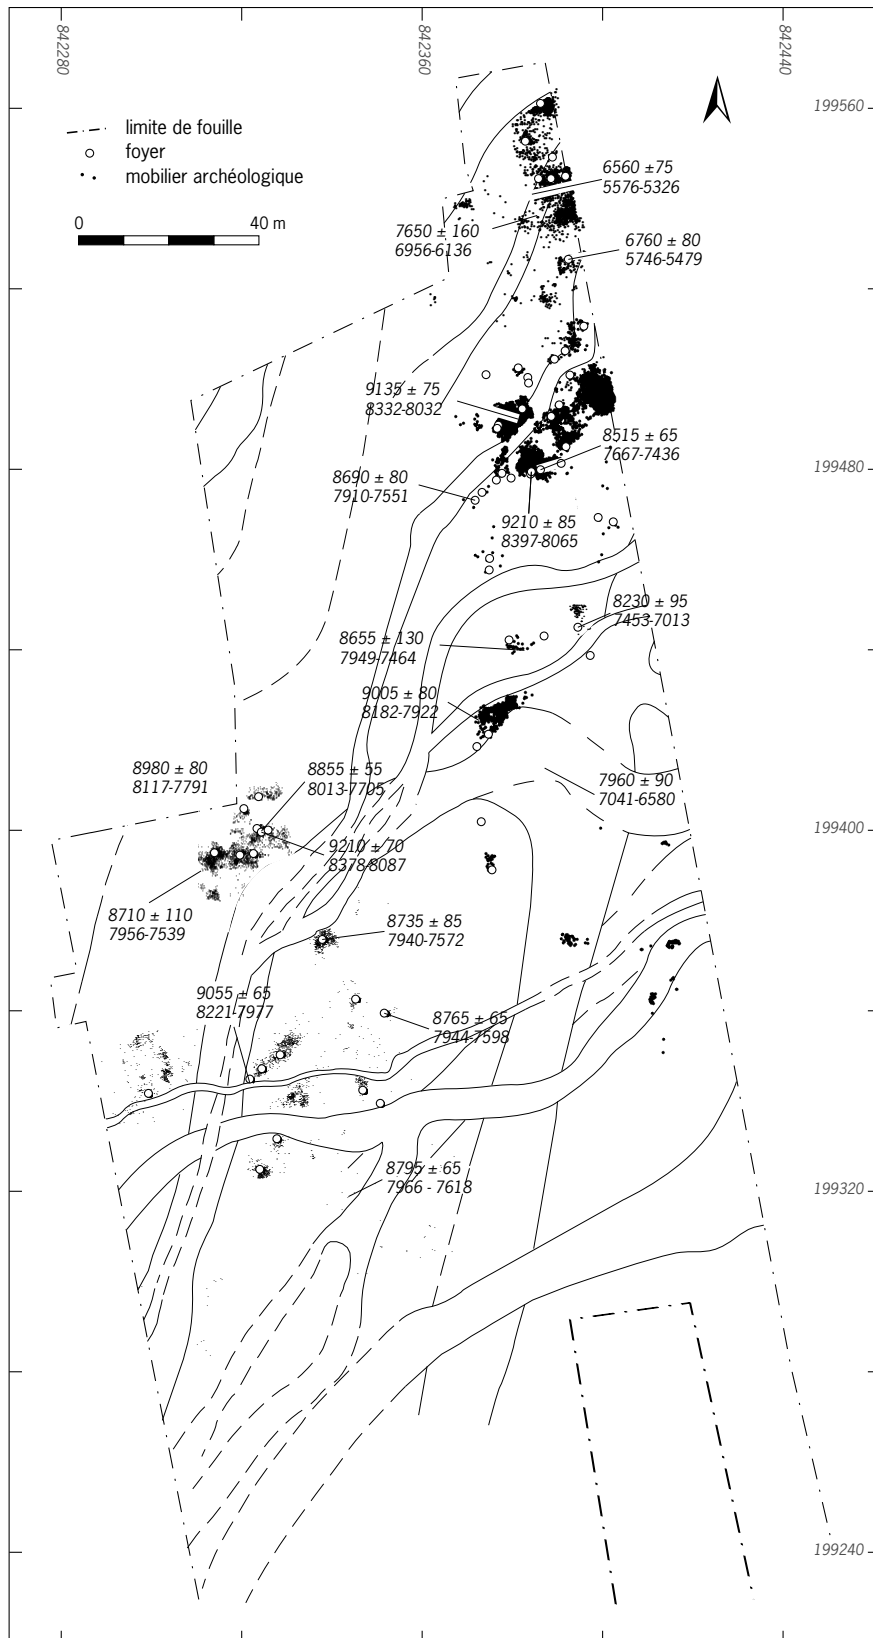 842280
842360
842440
199560
limite de fouille
foyer
mobilier archéologique
0 40 m
6560 ±75
5576-5326
7650 ± 160
6956-6136
6760 ± 80
5746-5479
9135 ± 75
8332-8032
8515 ± 65
7667-7436
199480
8690 ± 80
7910-7551
9210 ± 85
8397-8065
8230 ± 95
7453-7013
8655 ± 130
7949-7464
9005 ± 80
8182-7922
8980 ± 80
8117-7791
8855 ± 55
8013-7705
7960 ± 90
7041-6580
199400
9210 ± 70
8378-8087
8710 ± 110
7956-7539
8735 ± 85
7940-7572
9055 ± 65
8221-7977
8765 ± 65
7944-7598
8795 ± 65
7966 - 7618
199320
199240